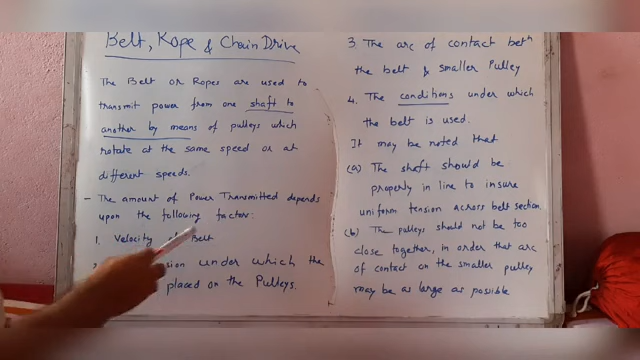 Belt, Rope & Chain Drive
The Belt or Ropes are used to
transmit power from one shaft to
another by means of pulleys which
rotate at the same speed or at
different speeds.
- The amount of Power Transmitted depends
upon the following factor:
1. Velocity of Belt
under which the
placed on the Pulleys.
3 The arc of contact beth
the belt & smaller Pulley
4. The conditions under which
the belt is used.
It may be noted that
(a) The shaft should be
properly in line to insure
uniform tension across belt section.
(b) The pulleys should not be too
close together, in order that arc
of contact on the smaller pulley
may be as large as possible